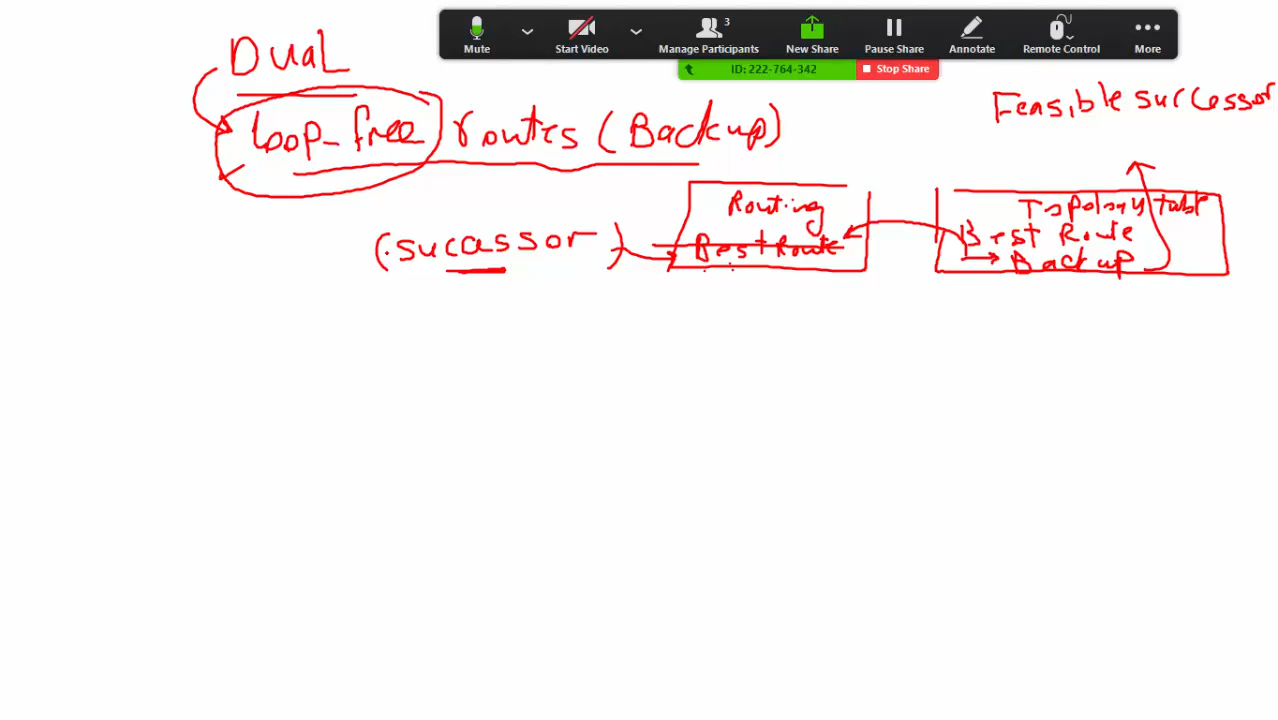 3
Mute
Start Video
Manage Participants
New Share
Pause Share
Annotate
Remote Control
More
ID: 222-764-342
Stop Share
DUAL
loop-free routes (Backup)
Feasible successor
Routing
Best Route
Topology table
Best Route
Backup
(successor)